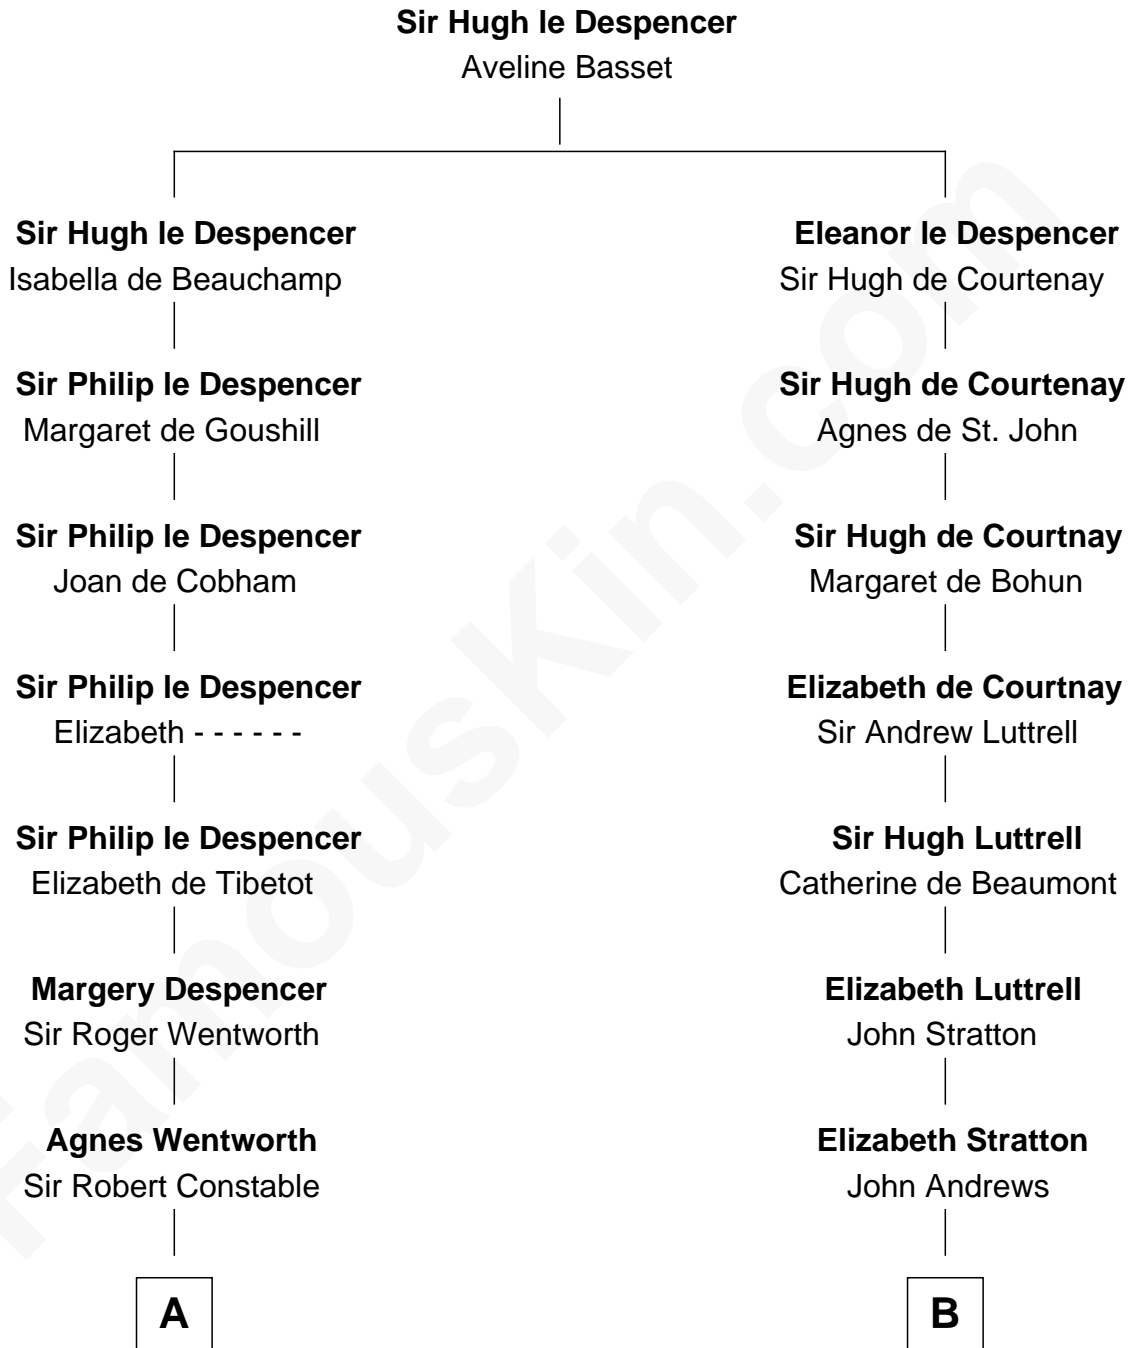 Sir Hugh le Despencer
Aveline Basset
Sir Hugh le Despencer
Isabella de Beauchamp
Sir Philip le Despencer
Margaret de Goushill
Sir Philip le Despencer
Joan de Cobham
Sir Philip le Despencer
Elizabeth - - - - - -
Sir Philip le Despencer
Elizabeth de Tibetot
Margery Despencer
Sir Roger Wentworth
Agnes Wentworth
Sir Robert Constable
A
Eleanor le Despencer
Sir Hugh de Courtenay
Sir Hugh de Courtenay
Agnes de St. John
Sir Hugh de Courtnay
Margaret de Bohun
Elizabeth de Courtnay
Sir Andrew Luttrell
Sir Hugh Luttrell
Catherine de Beaumont
Elizabeth Luttrell
John Stratton
Elizabeth Stratton
John Andrews
B
FamousKin.com